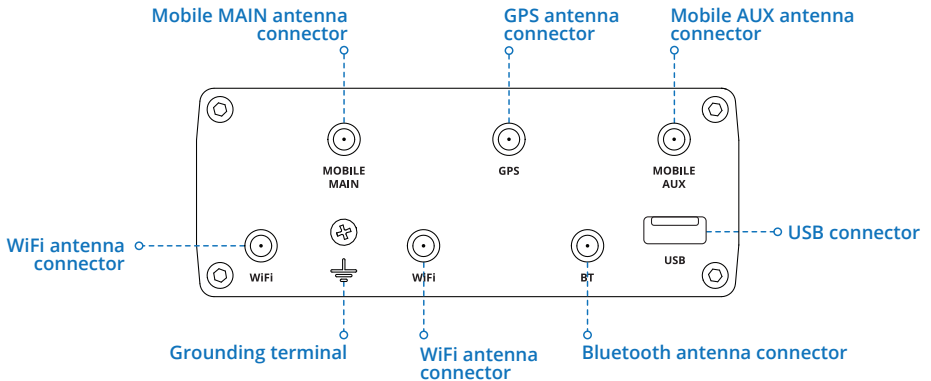 Mobile MAIN antenna
connector
GPS antenna
connector
Mobile AUX antenna
connector
MOBILE
MAIN
GPS
MOBILE
AUX
WiFi antenna
connector
WiFi
WiFi
BT
USB
USB connector
Grounding terminal
WiFi antenna
connector
Bluetooth antenna connector